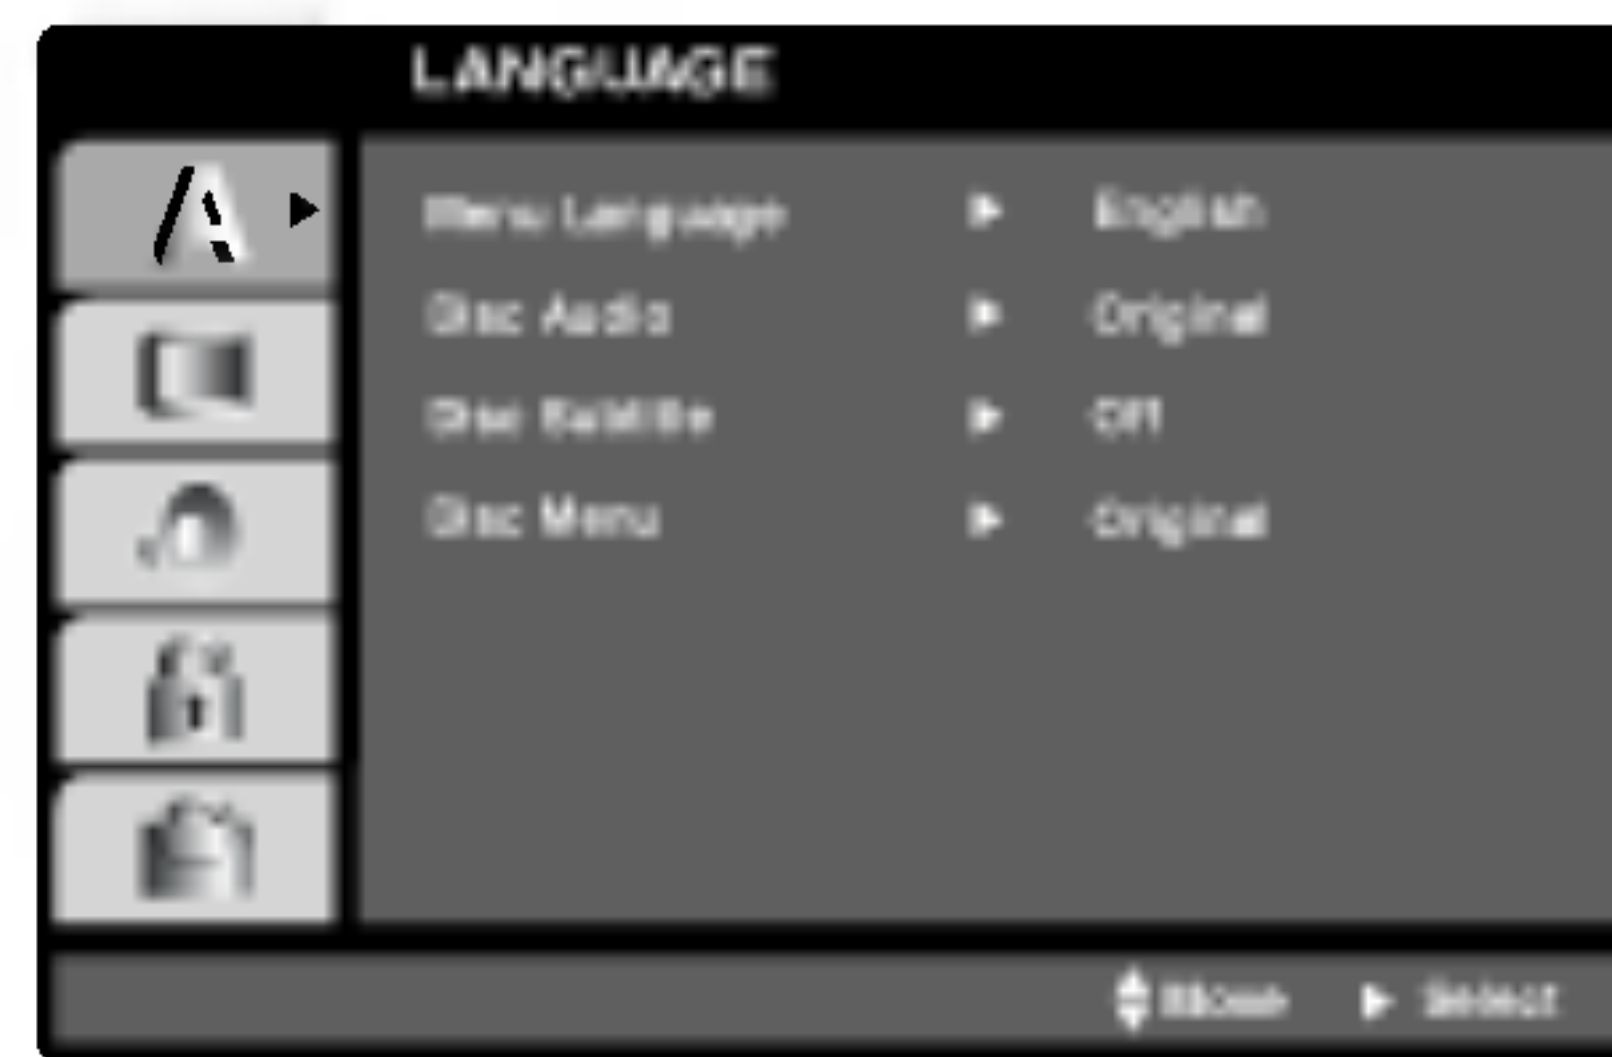 LANGUAGE
Menu Language ▶ English
Disc Audio ▶ Original
Disc Subtitle ▶ Off
Disc Menu ▶ Original
Move ▶ Select